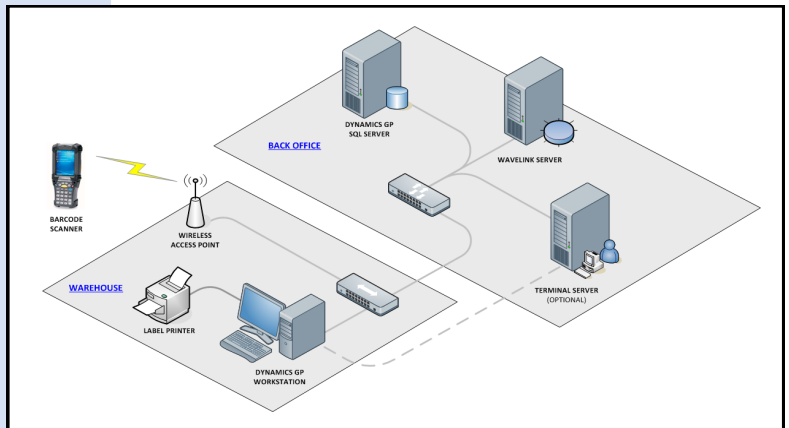 DYNAMICS GP
SQL SERVER
BACK OFFICE
WAVELINK SERVER
BARCODE
SCANNER
WIRELESS
ACCESS POINT
WAREHOUSE
TERMINAL SERVER
(OPTIONAL)
LABEL PRINTER
DYNAMICS GP
WORKSTATION